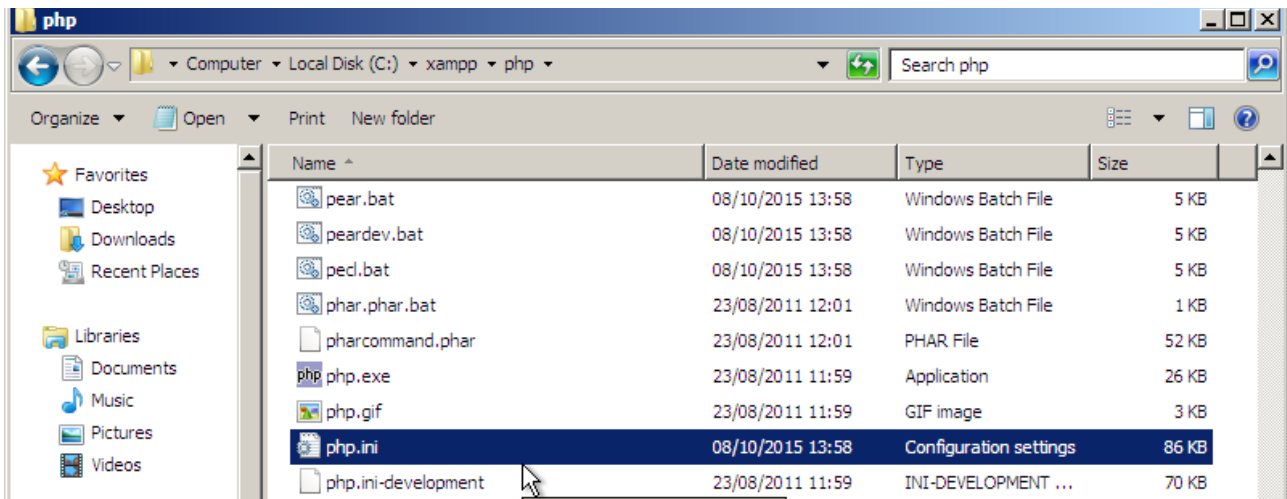 php
Computer Local Disk (C:) xampp php
Search php
Organize Open Print New folder
Favorites
Desktop
Downloads
Recent Places
Libraries
Documents
Music
Pictures
Videos
Name Date modified Type Size
pear.bat 08/10/2015 13:58 Windows Batch File 5 KB
peardev.bat 08/10/2015 13:58 Windows Batch File 5 KB
pecl.bat 08/10/2015 13:58 Windows Batch File 5 KB
phar.phar.bat 23/08/2011 12:01 Windows Batch File 1 KB
pharcommand.phar 23/08/2011 12:01 PHAR File 52 KB
php php.exe 23/08/2011 11:59 Application 26 KB
php.gif 23/08/2011 11:59 GIF image 3 KB
php.ini 08/10/2015 13:58 Configuration settings 86 KB
php.ini-development 23/08/2011 11:59 INI-DEVELOPMENT ... 70 KB